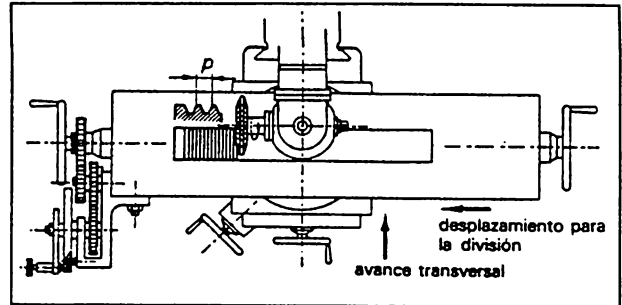 p
desplazamiento para
la división
avance transversal